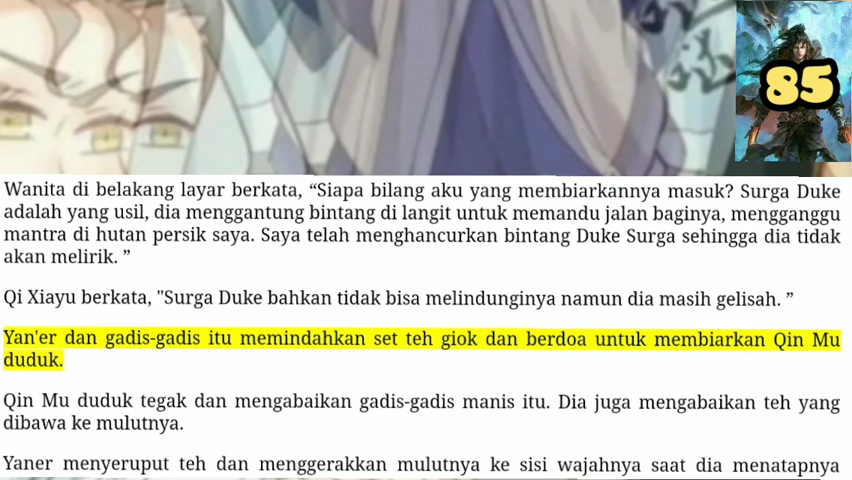 85
Wanita di belakang layar berkata, “Siapa bilang aku yang membiarkannya masuk? Surga Duke
adalah yang usil, dia menggantung bintang di langit untuk memandu jalan baginya, mengganggu
mantra di hutan persik saya. Saya telah menghancurkan bintang Duke Surga sehingga dia tidak
akan melirik. ”
Qi Xiayu berkata, "Surga Duke bahkan tidak bisa melindunginya namun dia masih gelisah. ”
Yan'er dan gadis-gadis itu memindahkan set teh giok dan berdoa untuk membiarkan Qin Mu
duduk.
Qin Mu duduk tegak dan mengabaikan gadis-gadis manis itu. Dia juga mengabaikan teh yang
dibawa ke mulutnya.
Yaner menyeruput teh dan menggerakkan mulutnya ke sisi wajahnya saat dia menatapnya